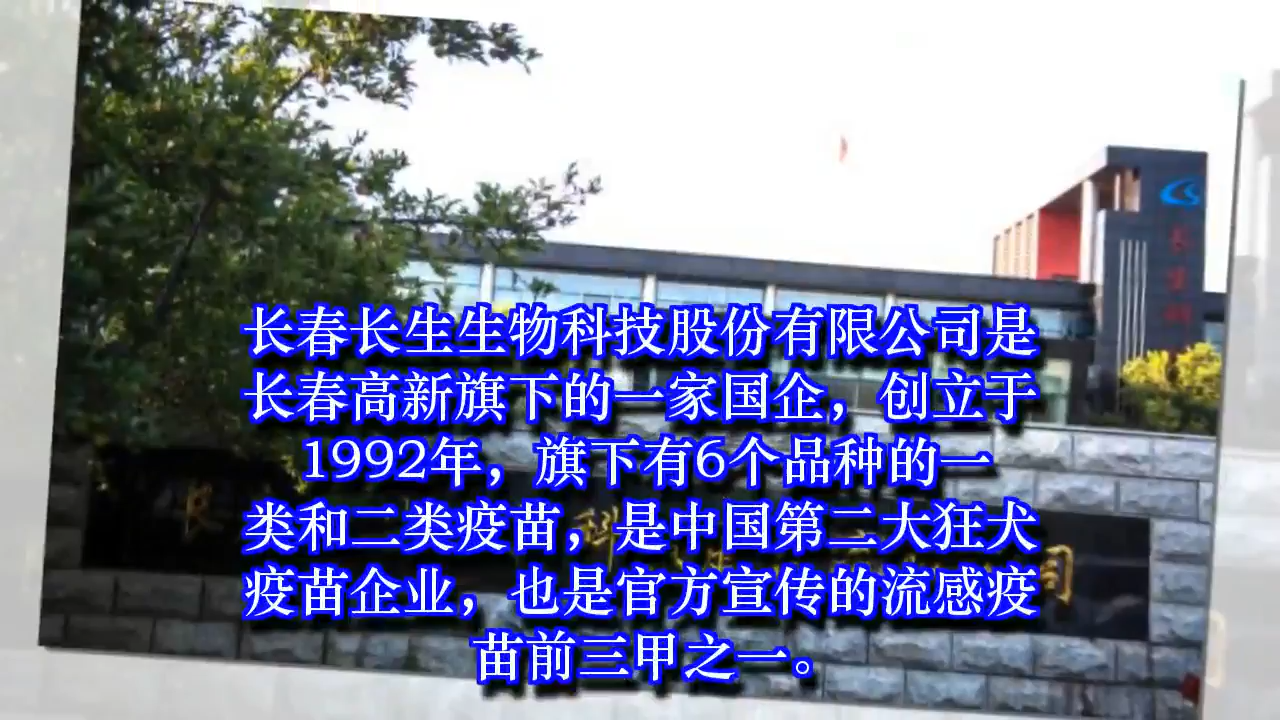 长生
长春长生生物科技股份有限公司是
长春高新旗下的一家国企，创立于
1992年，旗下有6个品种的一
类和二类疫苗，是中国第二大狂犬
疫苗企业，也是官方宣传的流感疫
苗前三甲之一。
司